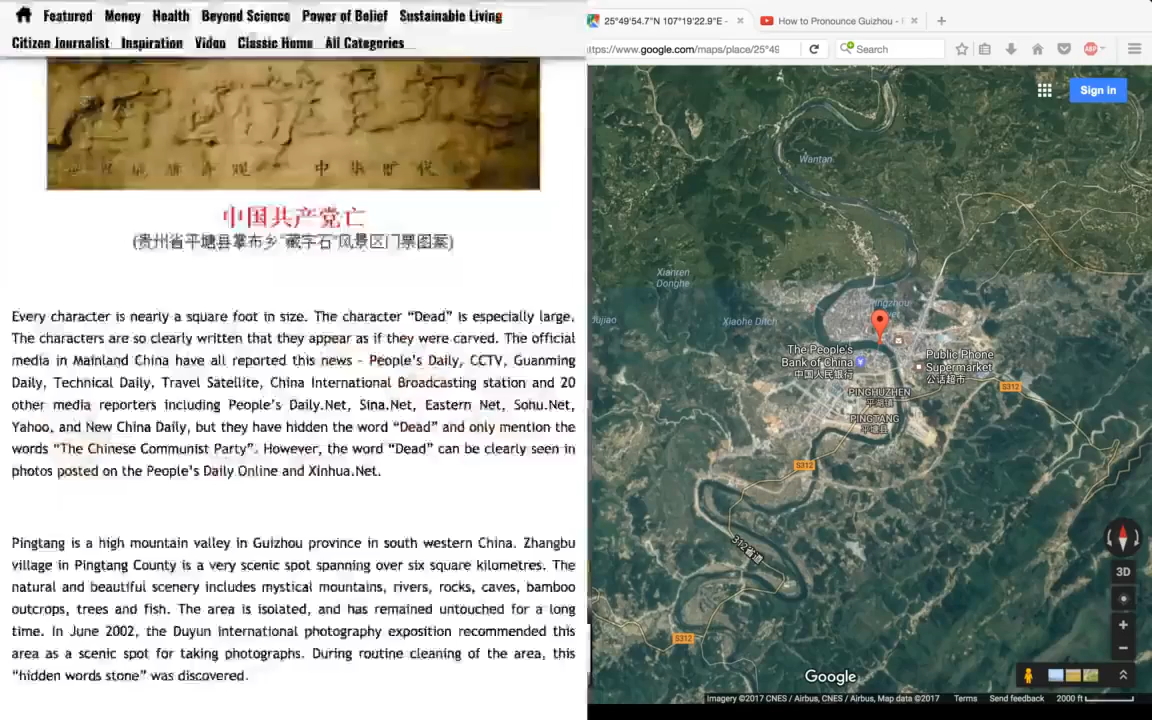 Featured Money Health Beyond Science Power of Belief Sustainable Living
Citizen Journalist Inspiration Video Classic Home All Categories
中 华 旷 代
中国共产党亡
(贵州省平塘县掌布乡“藏字石”风景区门票图案)
Every character is nearly a square foot in size. The character “Dead” is especially large.
The characters are so clearly written that they appear as if they were carved. The official
media in Mainland China have all reported this news – People’s Daily, CCTV, Guanming
Daily, Technical Daily, Travel Satellite, China International Broadcasting station and 20
other media reporters including People’s Daily.Net, Sina.Net, Eastern Net, Sohu.Net,
Yahoo, and New China Daily, but they have hidden the word “Dead” and only mention the
words “The Chinese Communist Party”. However, the word “Dead” can be clearly seen in
photos posted on the People’s Daily Online and Xinhua.Net.
Pingtang is a high mountain valley in Guizhou province in south western China. Zhangbu
village in Pingtang County is a very scenic spot spanning over six square kilometres. The
natural and beautiful scenery includes mystical mountains, rivers, rocks, caves, bamboo
outcrops, trees and fish. The area is isolated, and has remained untouched for a long
time. In June 2002, the Duyun international photography exposition recommended this
area as a scenic spot for taking photographs. During routine cleaning of the area, this
“hidden words stone” was discovered.
25°49'54.7"N 107°19'22.9"E -
How to Pronounce Guizhou -
ttps://www.google.com/maps/place/25°49
Search
ABP
Sign in
Wantan
Xianren
Donghe
Xiaohe Ditch
The People's
Bank of China
中国人民银行
Public Phone
Supermarket
公话超市
S312
PINGHUZHEN
平湖镇
PINGTANG
平塘县
S312
312省道
S312
3D
Google
Imagery ©2017 CNES / Airbus, CNES / Airbus, Map data ©2017 Terms Send feedback 2000 ft